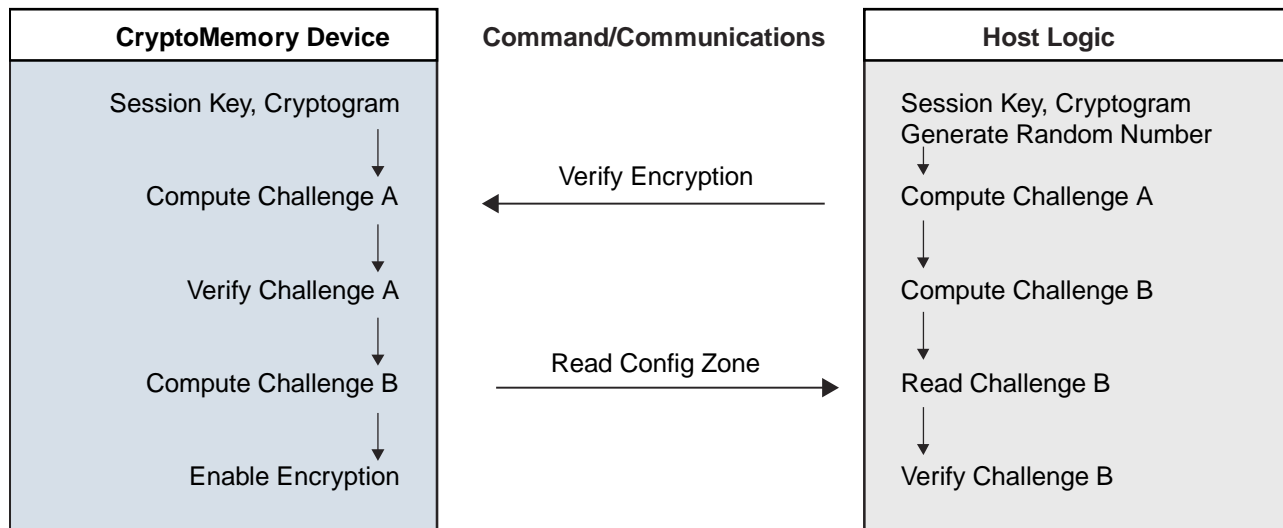 CryptoMemory Device
Command/Communications
Host Logic
Session Key, Cryptogram
Compute Challenge A
Verify Challenge A
Compute Challenge B
Enable Encryption
Verify Encryption
Read Config Zone
Session Key, Cryptogram
Generate Random Number
Compute Challenge A
Compute Challenge B
Read Challenge B
Verify Challenge B